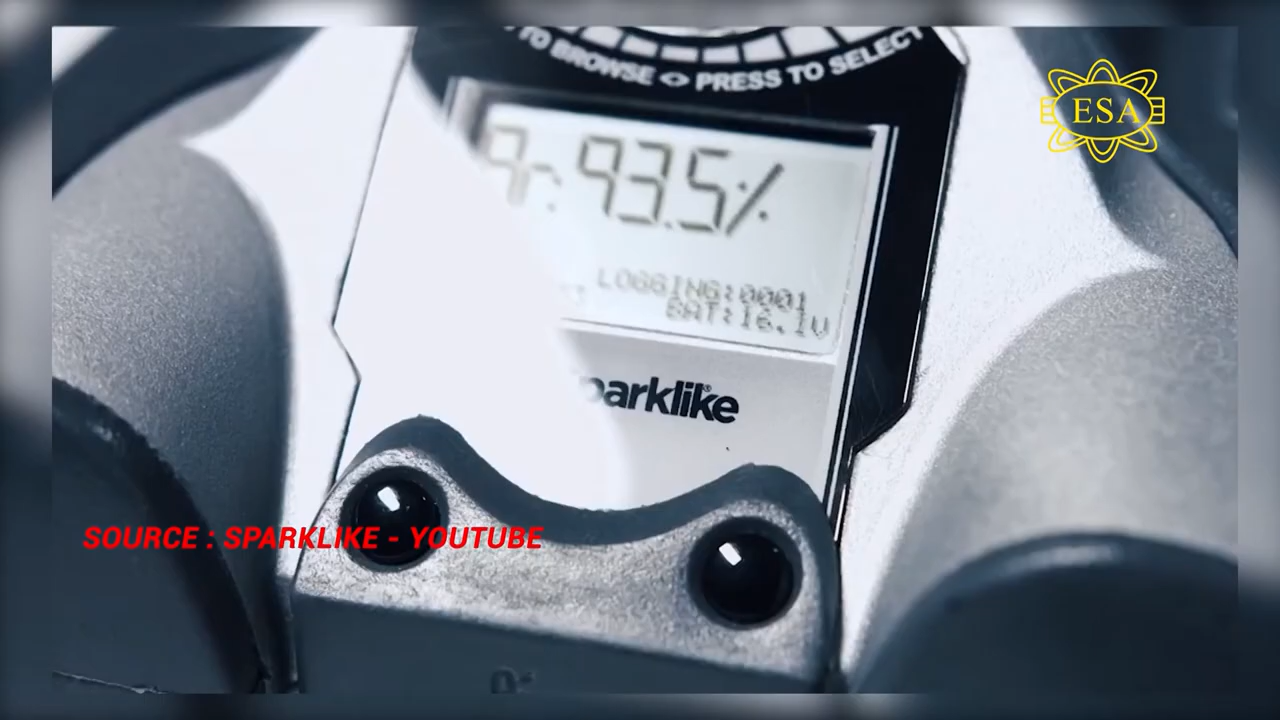 TO BROWSE <> PRESS TO SELECT
ESA
93.5%
LOGGING:0001
BAT:16.1V
parklike
SOURCE : SPARKLIKE - YOUTUBE